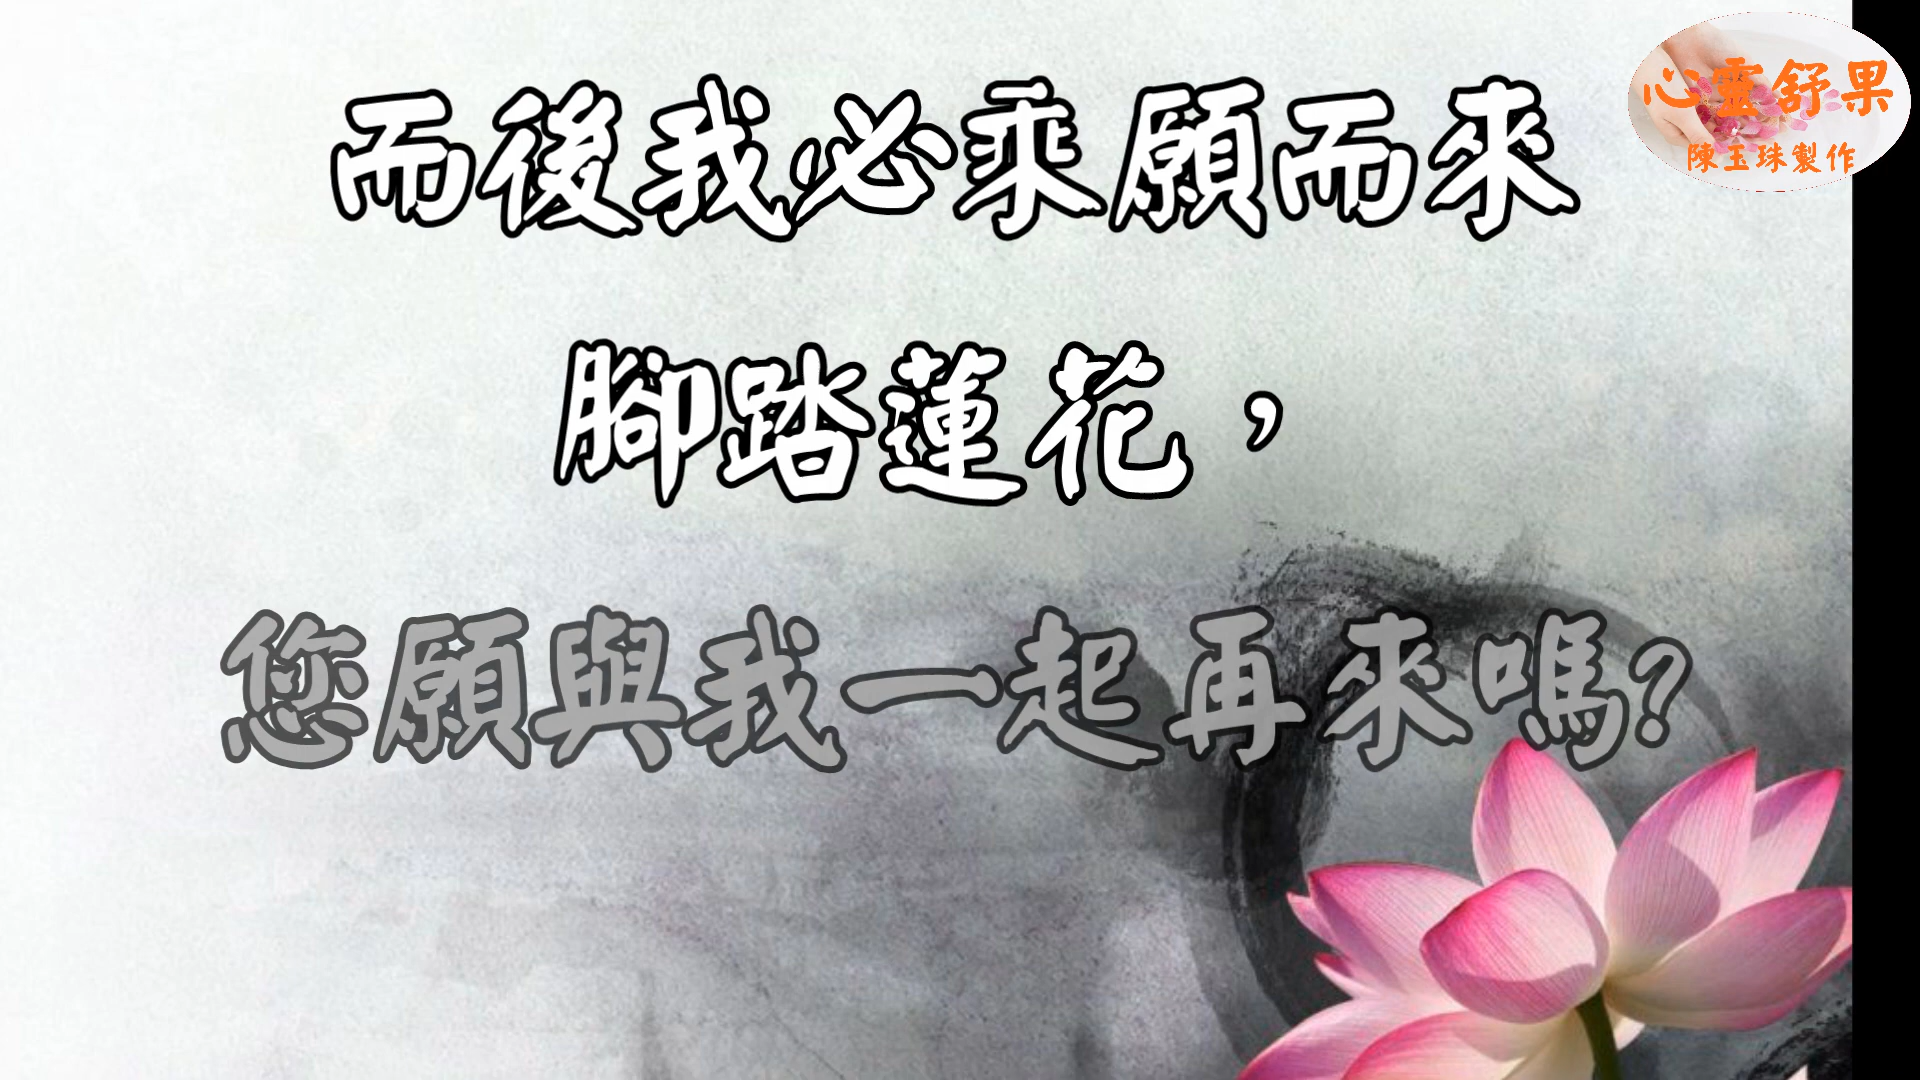 心靈舒果
陳玉珠製作
而後我必乘願而來
腳踏蓮花，
您願與我一起再來嗎?